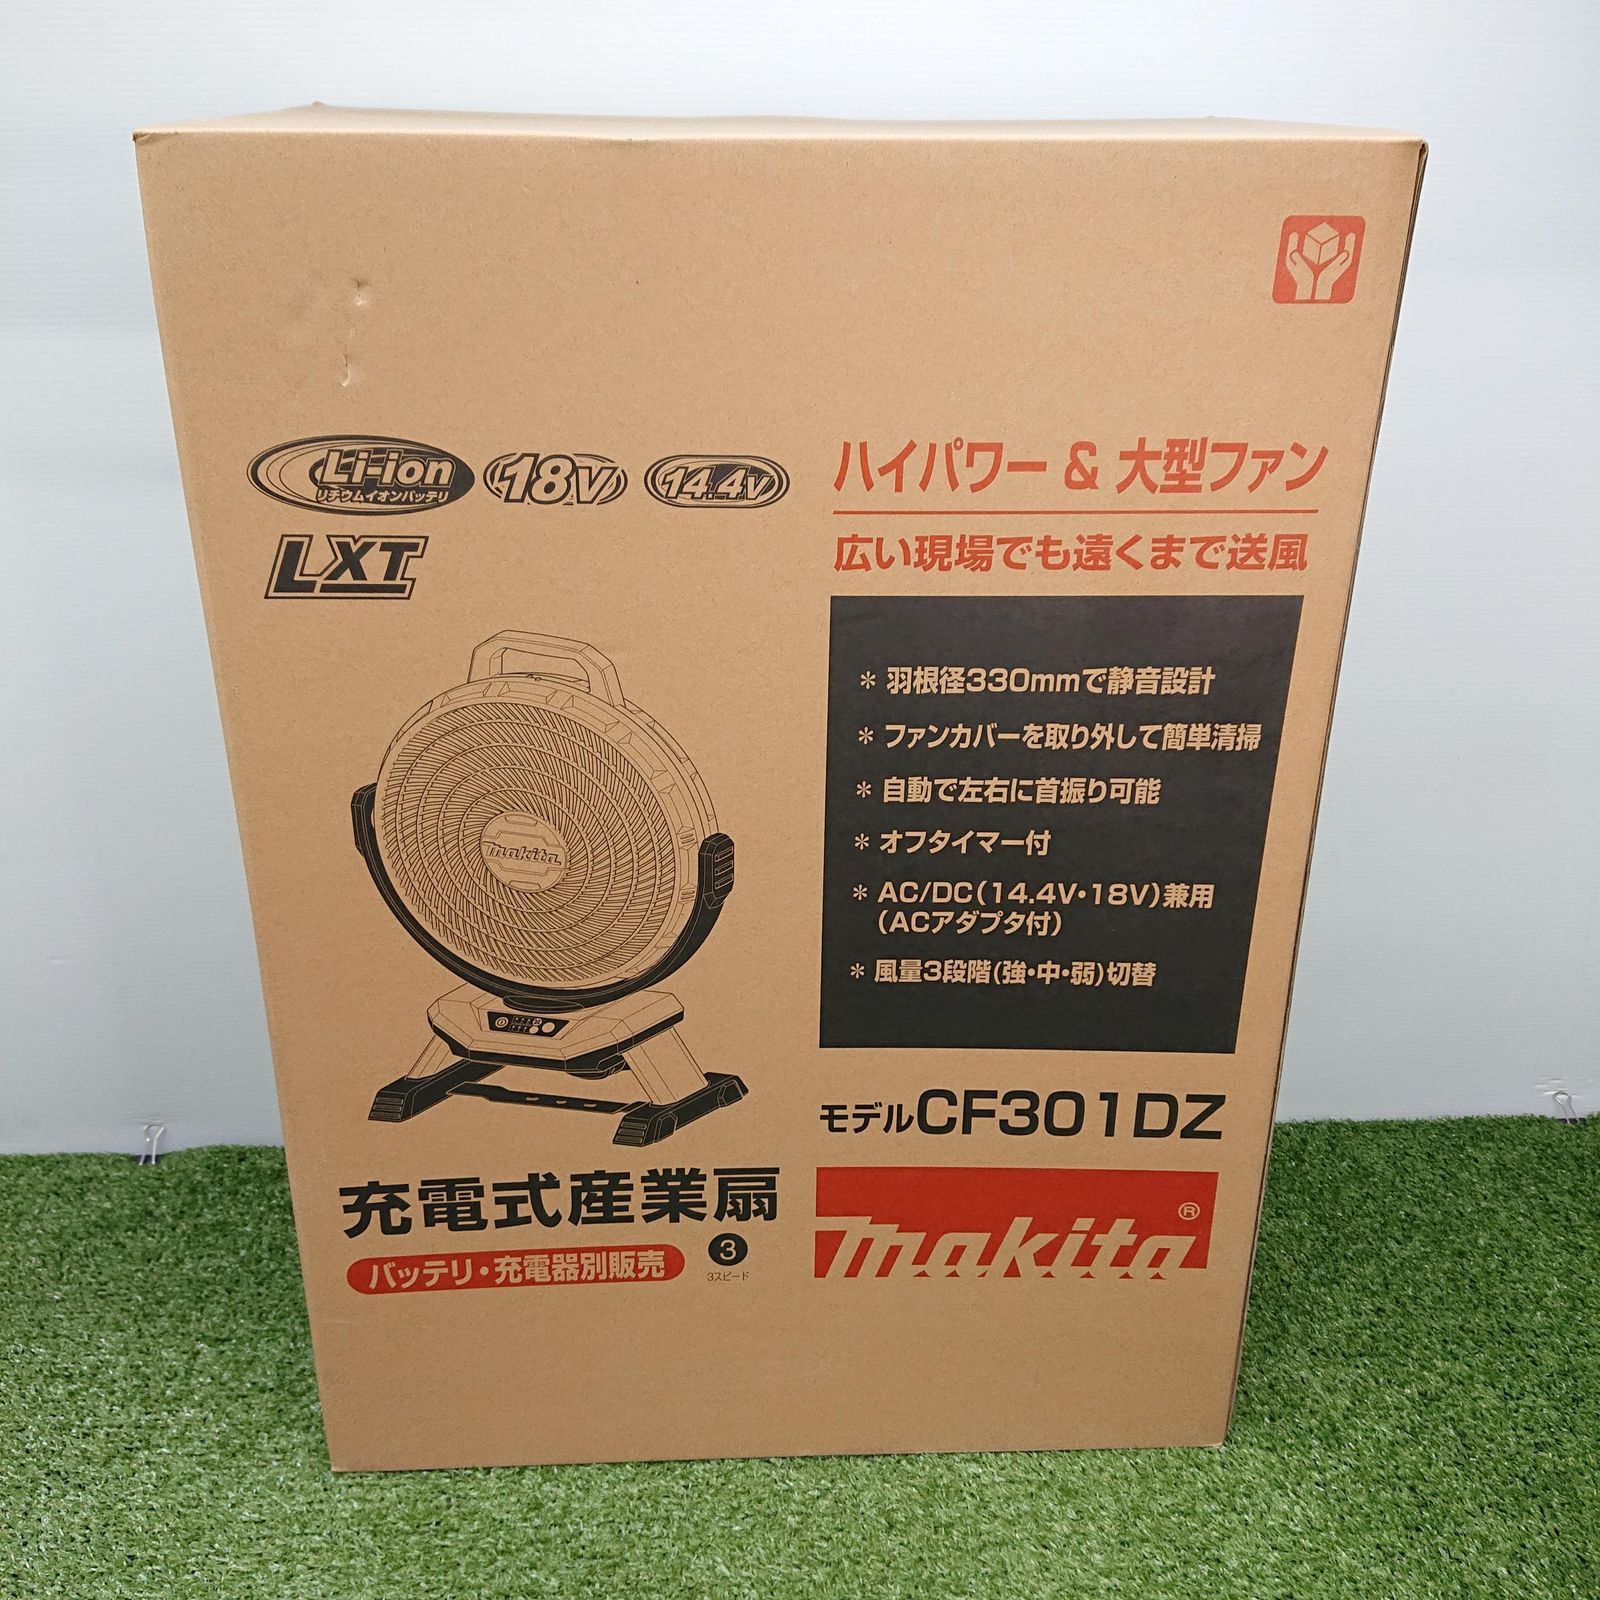 Li-ion
リチウムイオンバッテリ
18V
14.4V
LXT
ハイパワー & 大型ファン
広い現場でも遠くまで送風
* 羽根径330mmで静音設計
* ファンカバーを取り外して簡単清掃
* 自動で左右に首振り可能
* オフタイマー付
* AC/DC(14.4V・18V)兼用
(ACアダプタ付)
* 風量3段階(強・中・弱)切替
makita
モデルCF301DZ
充電式産業扇
バッテリ・充電器別販売
3
3スピード
makita®